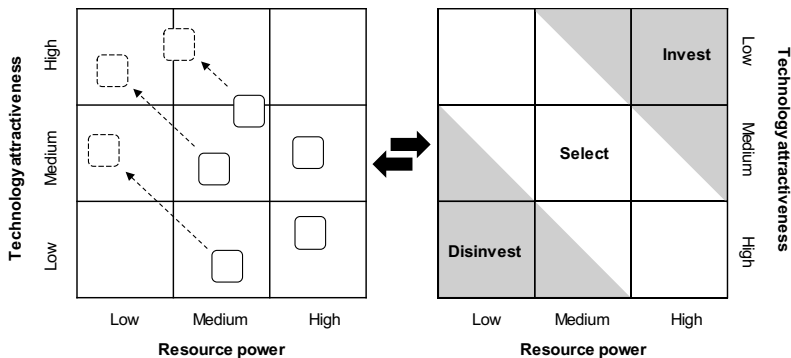 Technology attractiveness
High
Medium
Low
Low
Medium
High
Resource power
Invest
Select
Disinvest
Low
Medium
High
Technology attractiveness
Low
Medium
High
Resource power